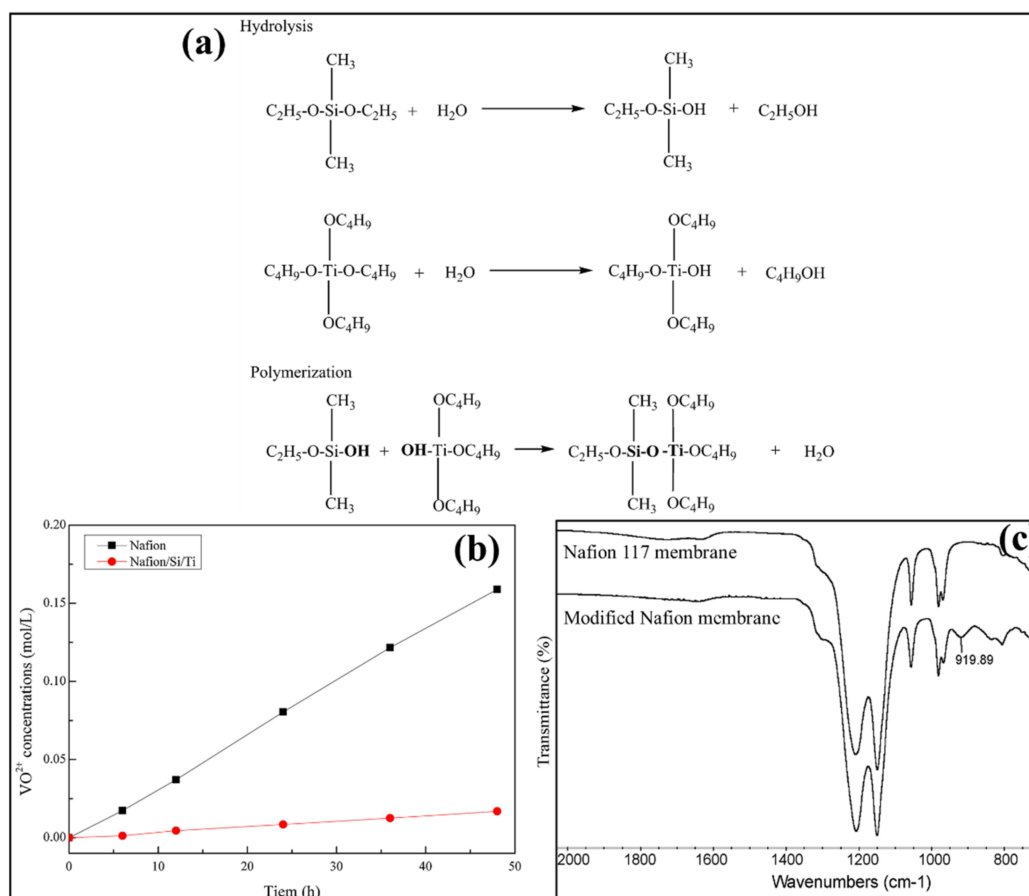 (a)
Hydrolysis
CH₃
C₂H₅-O-Si-O-C₂H₅ + H₂O
CH₃
CH₃
C₂H₅-O-Si-OH + C₂H₅OH
CH₃
OC₄H₉
C₄H₉-O-Ti-O-C₄H₉ + H₂O
OC₄H₉
OC₄H₉
C₄H₉-O-Ti-OH + C₄H₉OH
OC₄H₉
Polymerization
CH₃
C₂H₅-O-Si-OH +
CH₃
OC₄H₉
OH-Ti-OC₄H₉
OC₄H₉
CH₃ OC₄H₉
C₂H₅-O-Si-O -Ti-OC₄H₉ + H₂O
CH₃ OC₄H₉
(b)
Nafion
Nafion/Si/Ti
VO²⁺ concentrations (mol/L)
0.20
0.15
0.10
0.05
0.00
0 10 20 30 40 50
Tiem (h)
(c)
Nafion 117 membrane
Modified Nafion membrane
919.89
Transmittance (%)
2000 1800 1600 1400 1200 1000 800
Wavenumbers (cm-1)